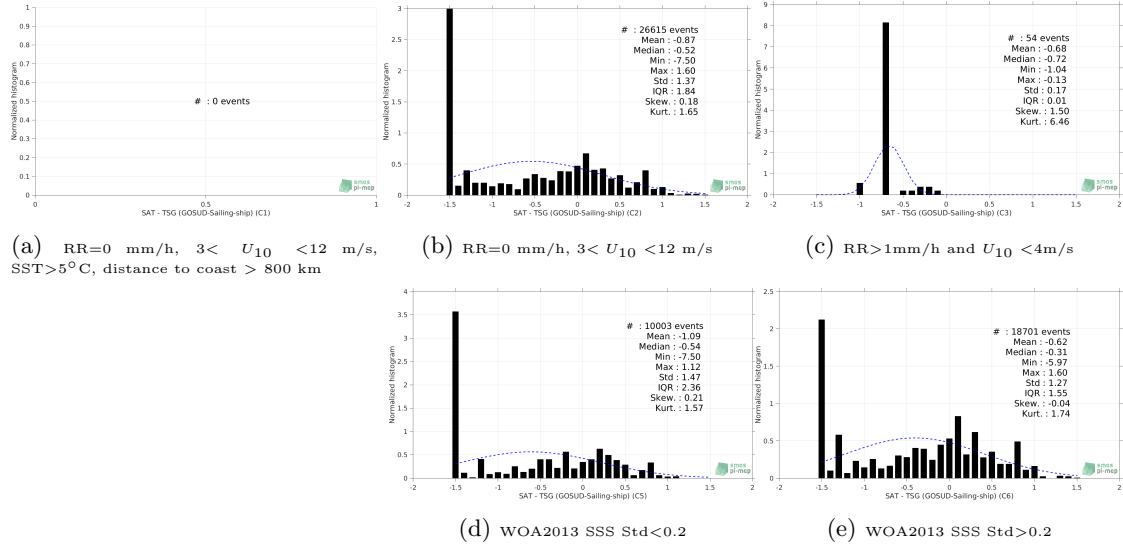 1
0.9
0.8
0.7
0.6
0.5
0.4
0.3
0.2
0.1
0
Normalized histogram
# : 0 events
0 0.5 1
SAT - TSG (GOSUD-Sailing-ship) (C1)
smos
pi-mep
(a) RR=0 mm/h, 3< U10 <12 m/s,
SST>5°C, distance to coast > 800 km
3
2.5
2
1.5
1
0.5
0
Normalized histogram
# : 26615 events
Mean : -0.87
Median : -0.52
Min : -7.50
Max : 1.60
Std : 1.37
IQR : 1.84
Skew. : 0.18
Kurt. : 1.65
-2 -1.5 -1 -0.5 0 0.5 1 1.5 2
SAT - TSG (GOSUD-Sailing-ship) (C2)
smos
pi-mep
(b) RR=0 mm/h, 3< U10 <12 m/s
9
8
7
6
5
4
3
2
1
0
Normalized histogram
# : 54 events
Mean : -0.68
Median : -0.72
Min : -1.04
Max : -0.13
Std : 0.17
IQR : 0.01
Skew. : 1.50
Kurt. : 6.46
-2 -1.5 -1 -0.5 0 0.5 1 1.5 2
SAT - TSG (GOSUD-Sailing-ship) (C3)
smos
pi-mep
(c) RR>1mm/h and U10 <4m/s
4
3.5
3
2.5
2
1.5
1
0.5
0
Normalized histogram
# : 10003 events
Mean : -1.09
Median : -0.54
Min : -7.50
Max : 1.12
Std : 1.47
IQR : 2.36
Skew. : 0.21
Kurt. : 1.57
-2 -1.5 -1 -0.5 0 0.5 1 1.5 2
SAT - TSG (GOSUD-Sailing-ship) (C5)
smos
pi-mep
(d) WOA2013 SSS Std<0.2
2.5
2
1.5
1
0.5
0
Normalized histogram
# : 18701 events
Mean : -0.62
Median : -0.31
Min : -5.97
Max : 1.60
Std : 1.27
IQR : 1.55
Skew. : -0.04
Kurt. : 1.74
-2 -1.5 -1 -0.5 0 0.5 1 1.5 2
SAT - TSG (GOSUD-Sailing-ship) (C6)
smos
pi-mep
(e) WOA2013 SSS Std>0.2